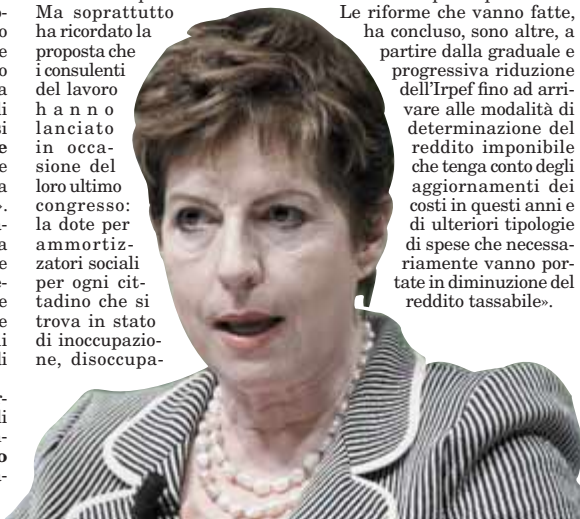 Ma soprattutto
ha ricordato la
proposta che
i consulenti
del lavoro
hanno
lanciato
in occa-
sione del
loro ultimo
congresso:
la dote per
ammortiz-
zatori sociali
per ogni cit-
tadino che si
trova in stato
di inoccupazio-
ne, disoccupa-
Le riforme che vanno fatte,
ha concluso, sono altre, a
partire dalla graduale e
progressiva riduzione
dell'Irpef fino ad arri-
vare alle modalità di
determinazione del
reddito imponibile
che tenga conto degli
aggiornamenti dei
costi in questi anni e
di ulteriori tipologie
di spese che necessa-
riamente vanno por-
tate in diminuzione del
reddito tassabile».